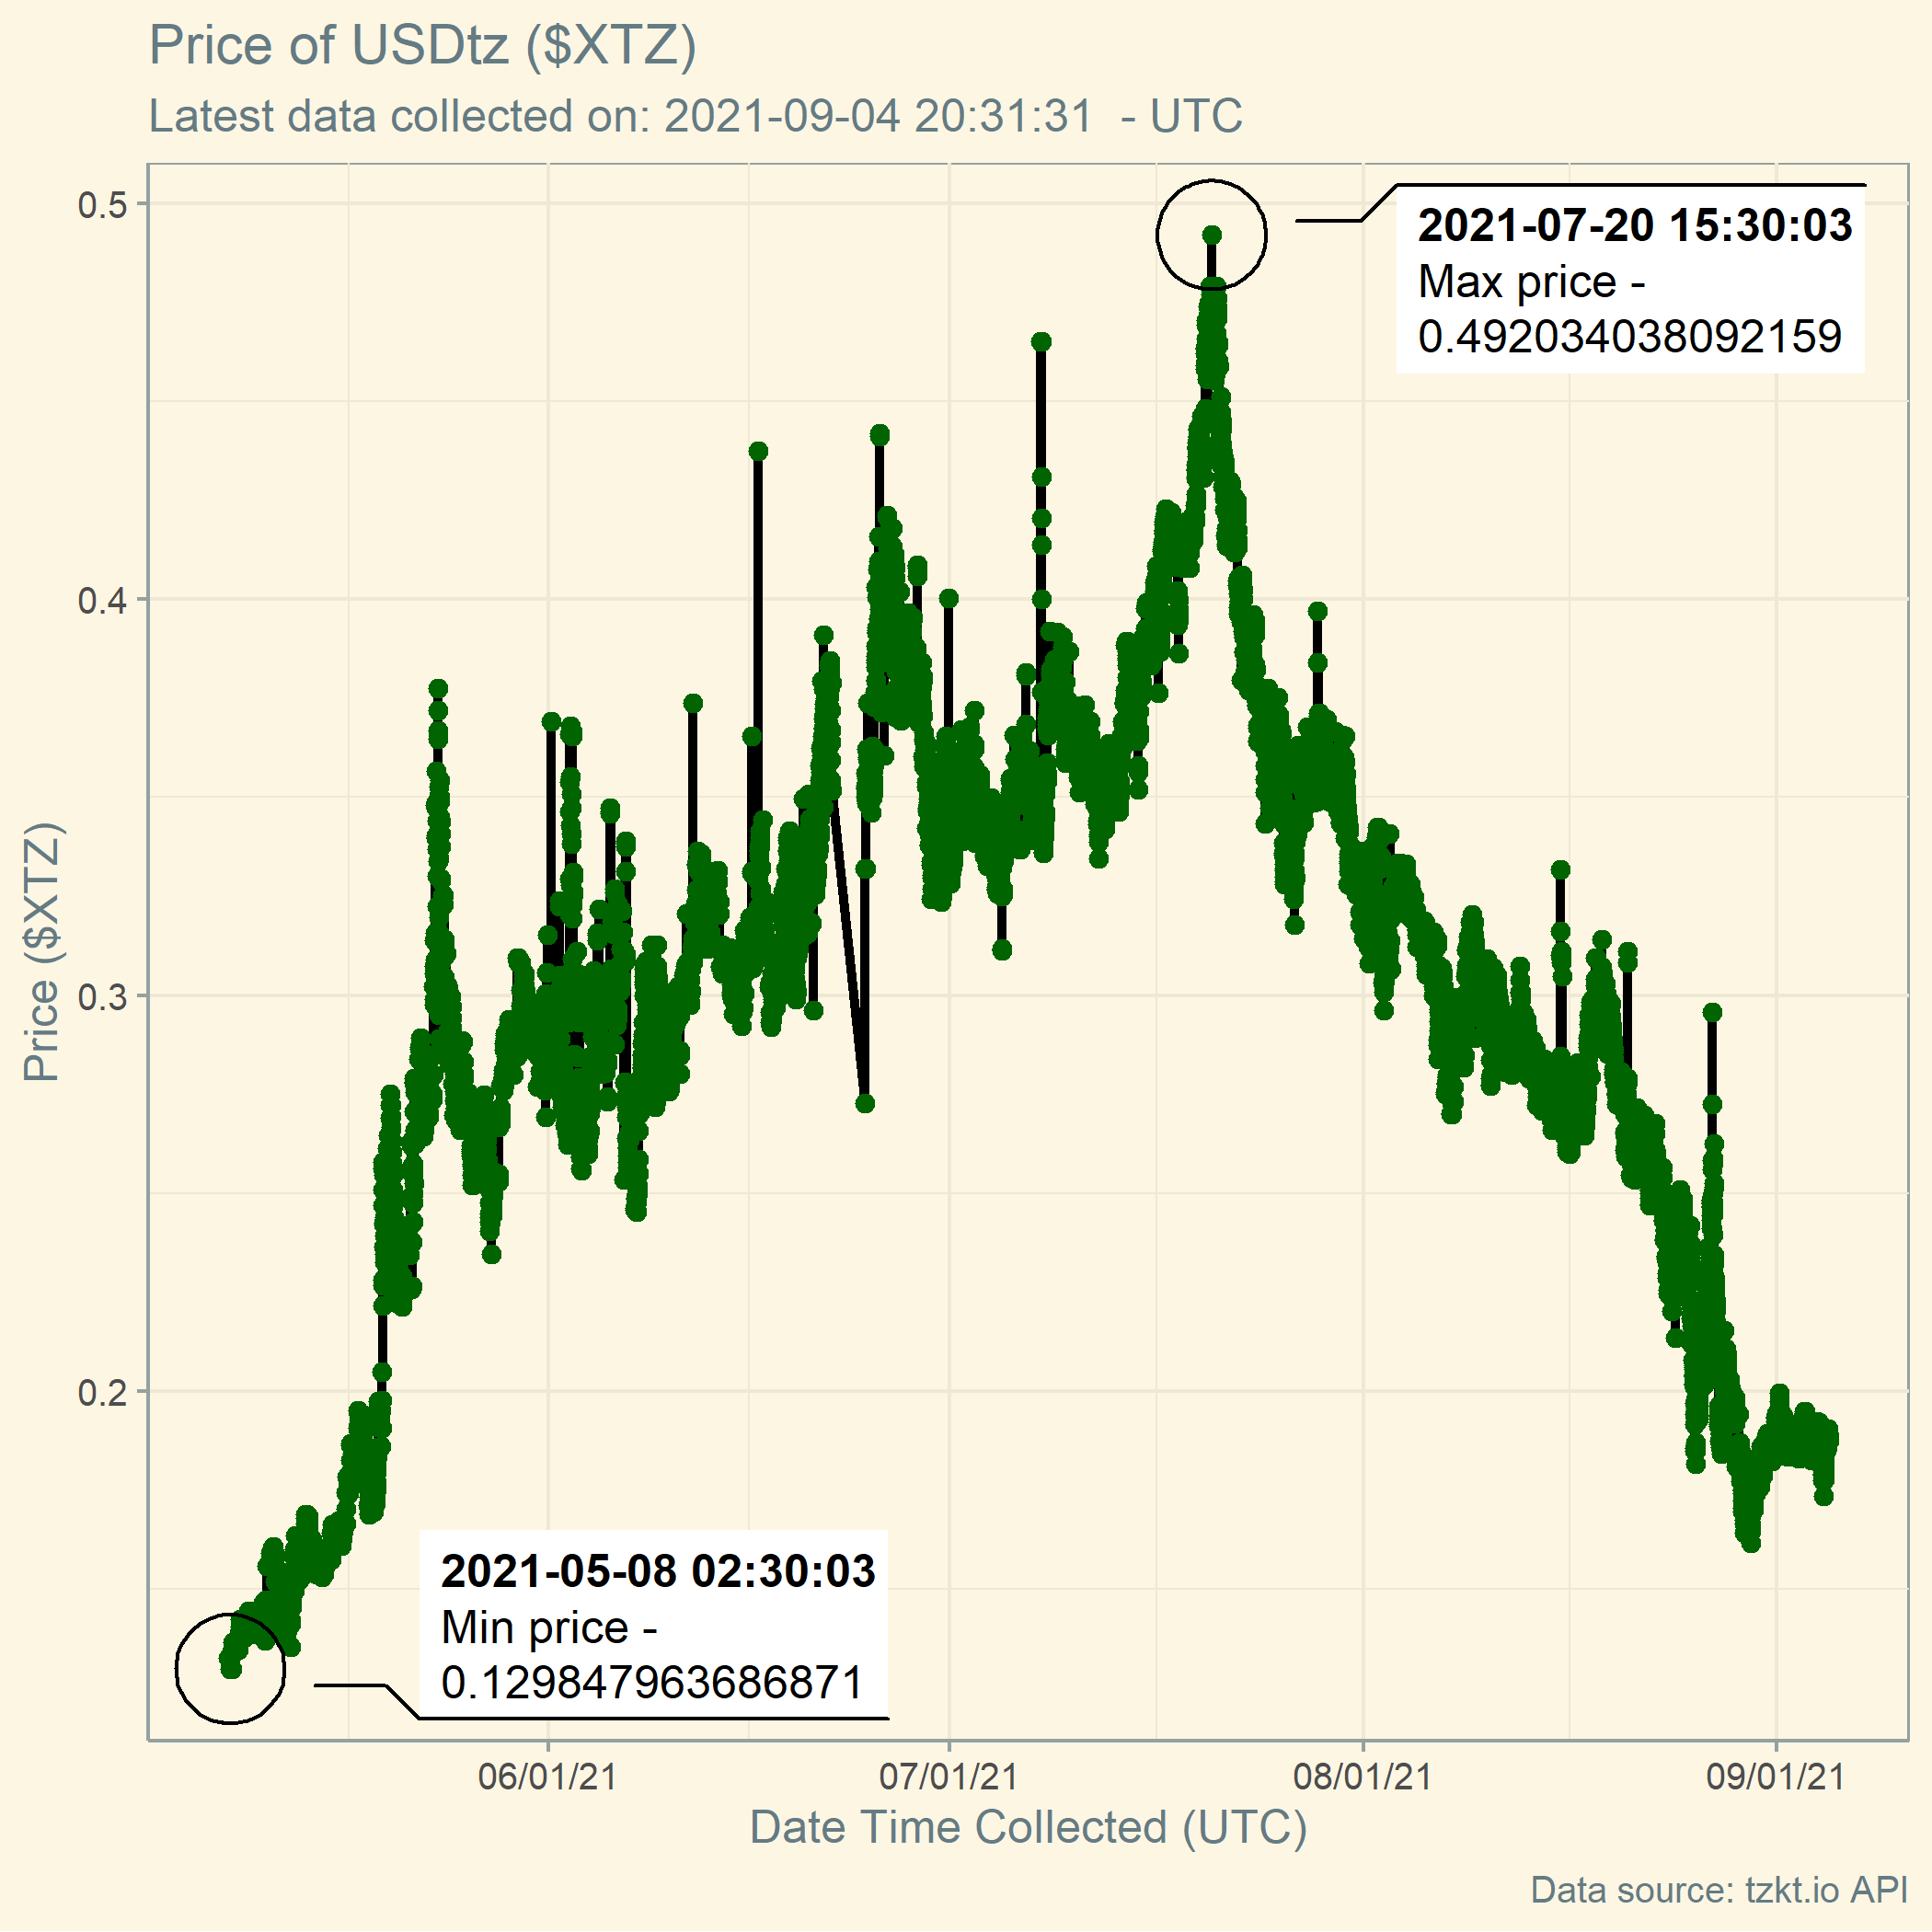 Price of USDtz ($XTZ)
Latest data collected on: 2021-09-04 20:31:31  - UTC
0.5
0.4
0.3
0.2
Price ($XTZ)
2021-07-20 15:30:03
Max price -
0.492034038092159
2021-05-08 02:30:03
Min price -
0.129847963686871
06/01/21
07/01/21
08/01/21
09/01/21
Date Time Collected (UTC)
Data source: tzkt.io API